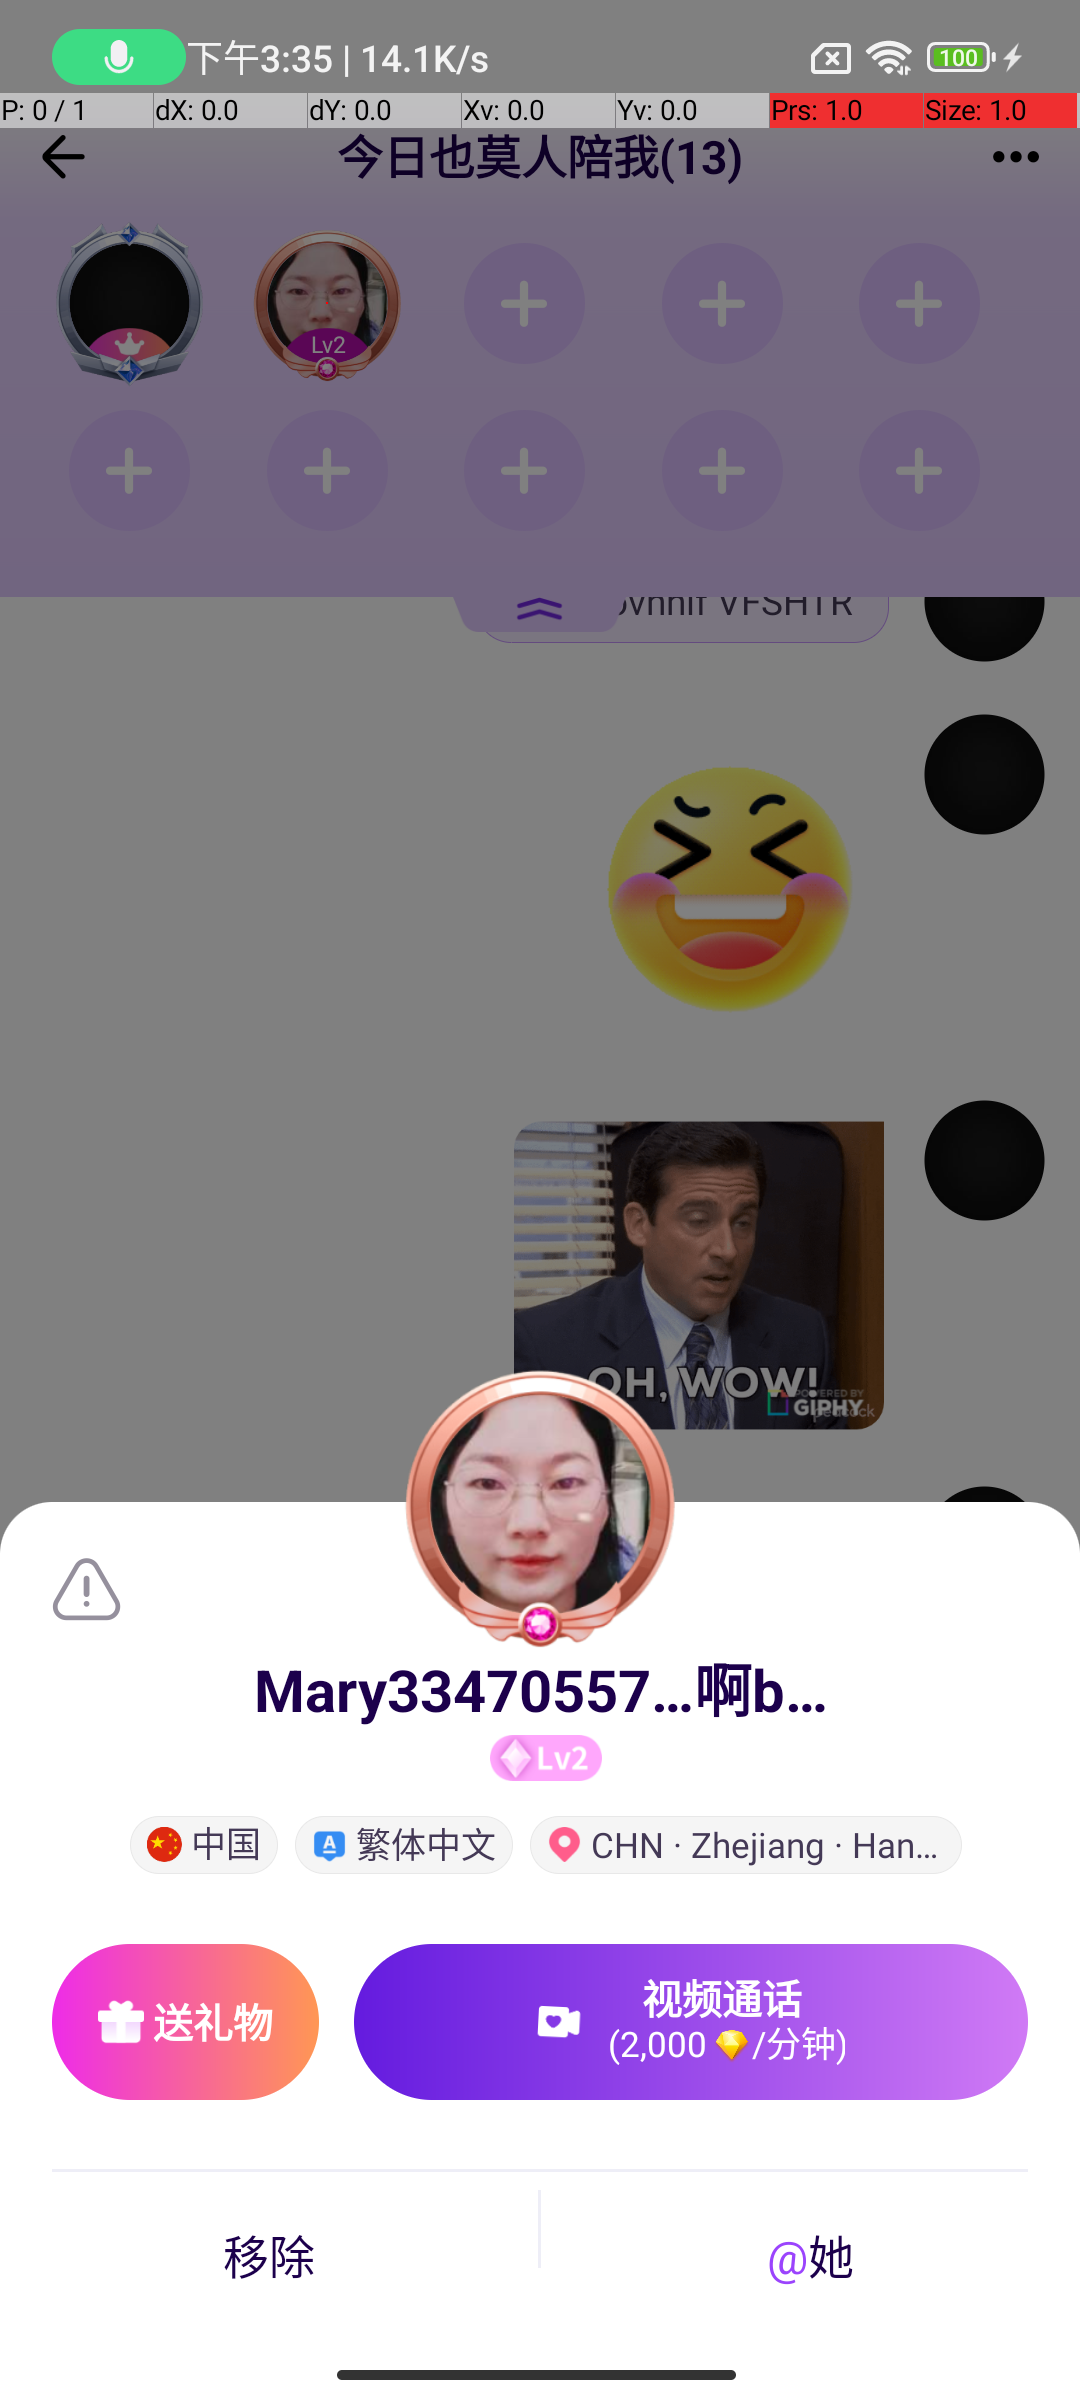 下午3:35 | 14.1K/s
100
P: 0 / 1 dX: 0.0 dY: 0.0 Xv: 0.0 Yv: 0.0 Prs: 1.0 Size: 1.0
今日也莫人陪我(13)
Lv2
VFSHTR
OH, WOW!
POWERED BY
GIPHY
peacock
Mary33470557...啊b...
Lv2
中国
A 繁体中文
CHN · Zhejiang · Han...
送礼物
视频通话
(2,000 /分钟)
移除
@她